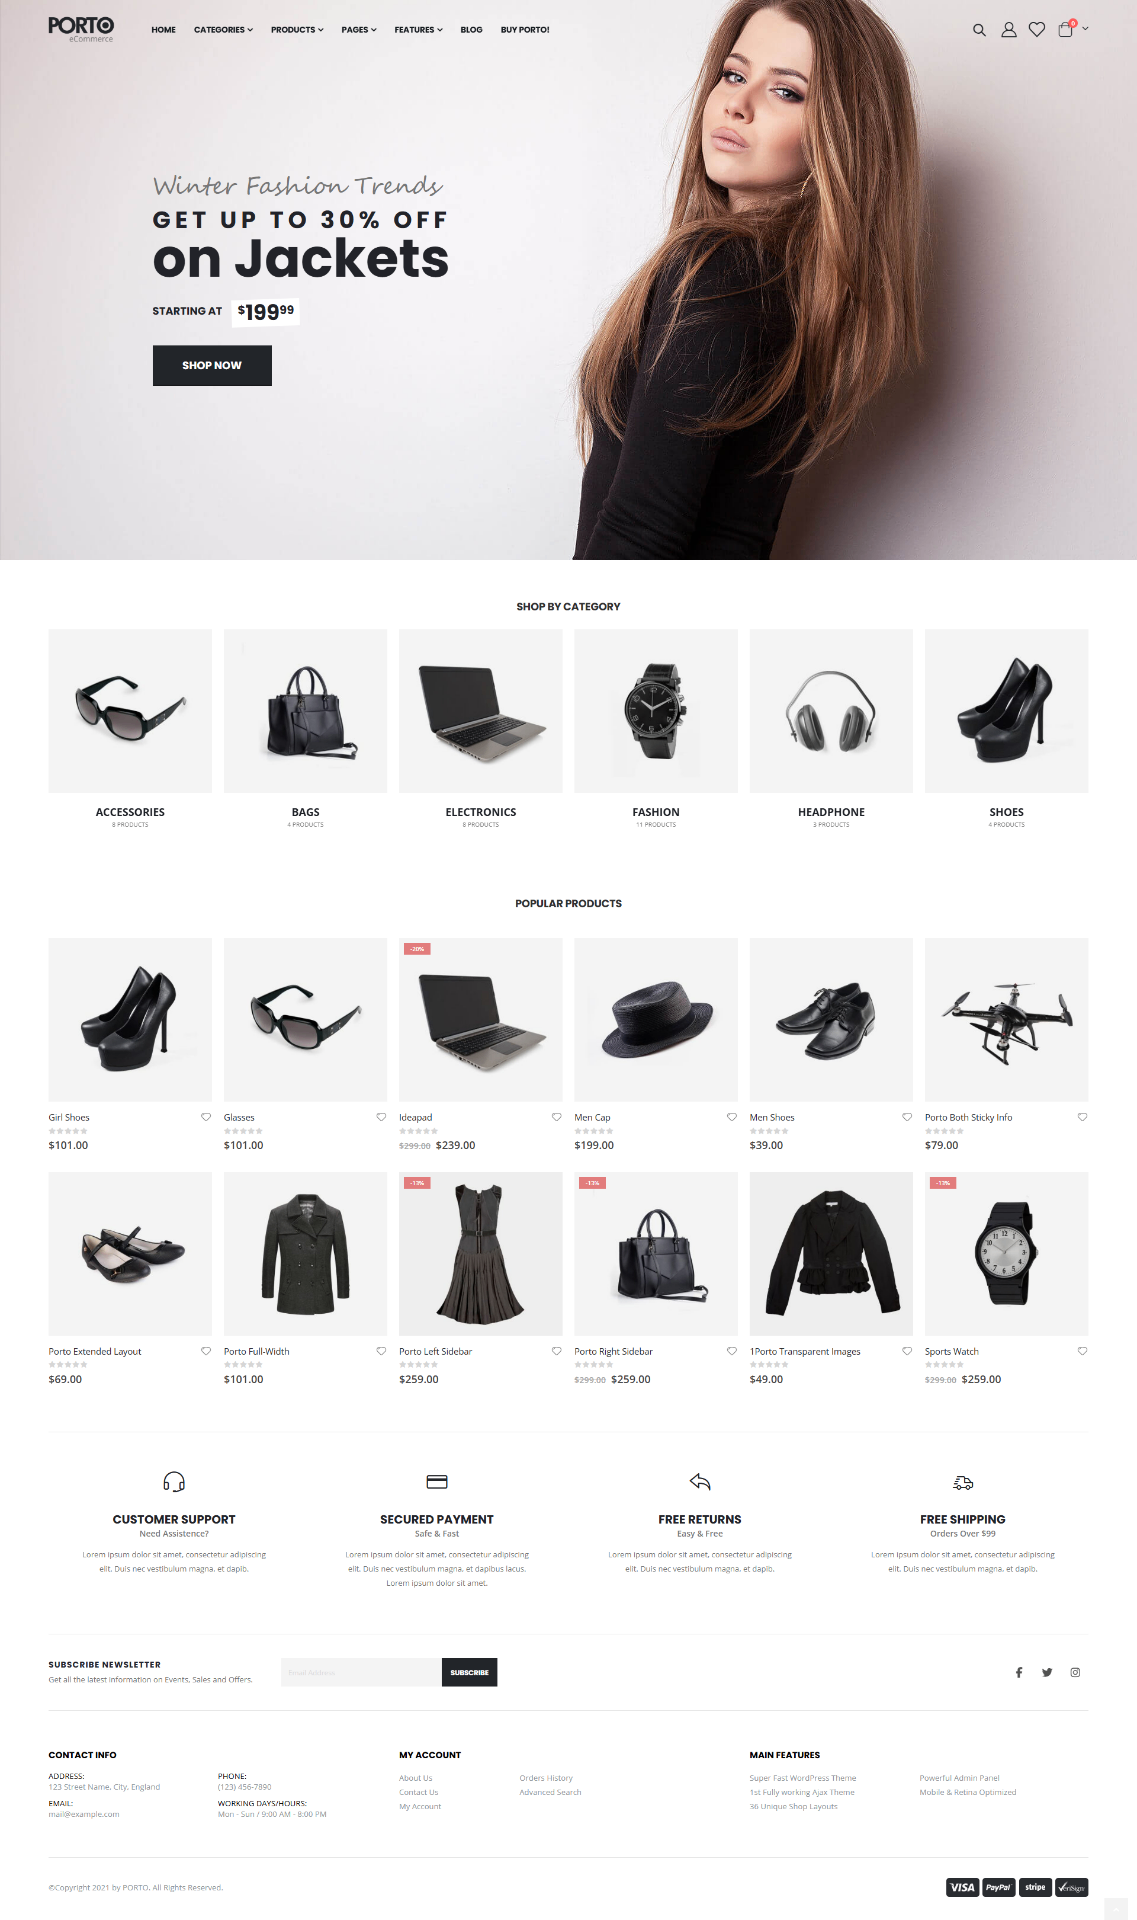 PORTO
eCommerce
HOME CATEGORIES PRODUCTS PAGES FEATURES BLOG BUY PORTO!
0
Winter Fashion Trends
GET UP TO 30% OFF
on Jackets
STARTING AT $199.99
SHOP NOW
SHOP BY CATEGORY
ACCESSORIES BAGS ELECTRONICS FASHION HEADPHONE SHOES
8 PRODUCTS 4 PRODUCTS 8 PRODUCTS 11 PRODUCTS 3 PRODUCTS 4 PRODUCTS
POPULAR PRODUCTS
-20%
Girl Shoes Glasses Ideapad Men Cap Men Shoes Porto Both Sticky Info
$101.00 $101.00 $299.00 $239.00 $199.00 $39.00 $79.00
-13% -13% -13%
Porto Extended Layout Porto Full-Width Porto Left Sidebar Porto Right Sidebar 1Porto Transparent Images Sports Watch
$69.00 $101.00 $259.00 $299.00 $259.00 $49.00 $299.00 $259.00
CUSTOMER SUPPORT SECURED PAYMENT FREE RETURNS FREE SHIPPING
Need Assistence? Safe & Fast Easy & Free Orders Over $99
Lorem ipsum dolor sit amet, consectetur adipiscing
elit. Duis nec vestibulum magna, et dapib.
Lorem ipsum dolor sit amet, consectetur adipiscing
elit. Duis nec vestibulum magna, et dapibus lacus.
Lorem ipsum dolor sit amet.
Lorem ipsum dolor sit amet, consectetur adipiscing
elit. Duis nec vestibulum magna, et dapib.
Lorem ipsum dolor sit amet, consectetur adipiscing
elit. Duis nec vestibulum magna, et dapib.
SUBSCRIBE NEWSLETTER
Get all the latest information on Events, Sales and Offers.
Email Address
SUBSCRIBE
CONTACT INFO
ADDRESS:
123 Street Name, City, England
PHONE:
(123) 456-7890
EMAIL:
mail@example.com
WORKING DAYS/HOURS:
Mon - Sun / 9:00 AM - 8:00 PM
MY ACCOUNT
About Us Orders History
Contact Us Advanced Search
My Account
MAIN FEATURES
Super Fast WordPress Theme Powerful Admin Panel
1st Fully working Ajax Theme Mobile & Retina Optimized
36 Unique Shop Layouts
©Copyright 2021 by PORTO. All Rights Reserved.
VISA PayPal stripe VeriSign